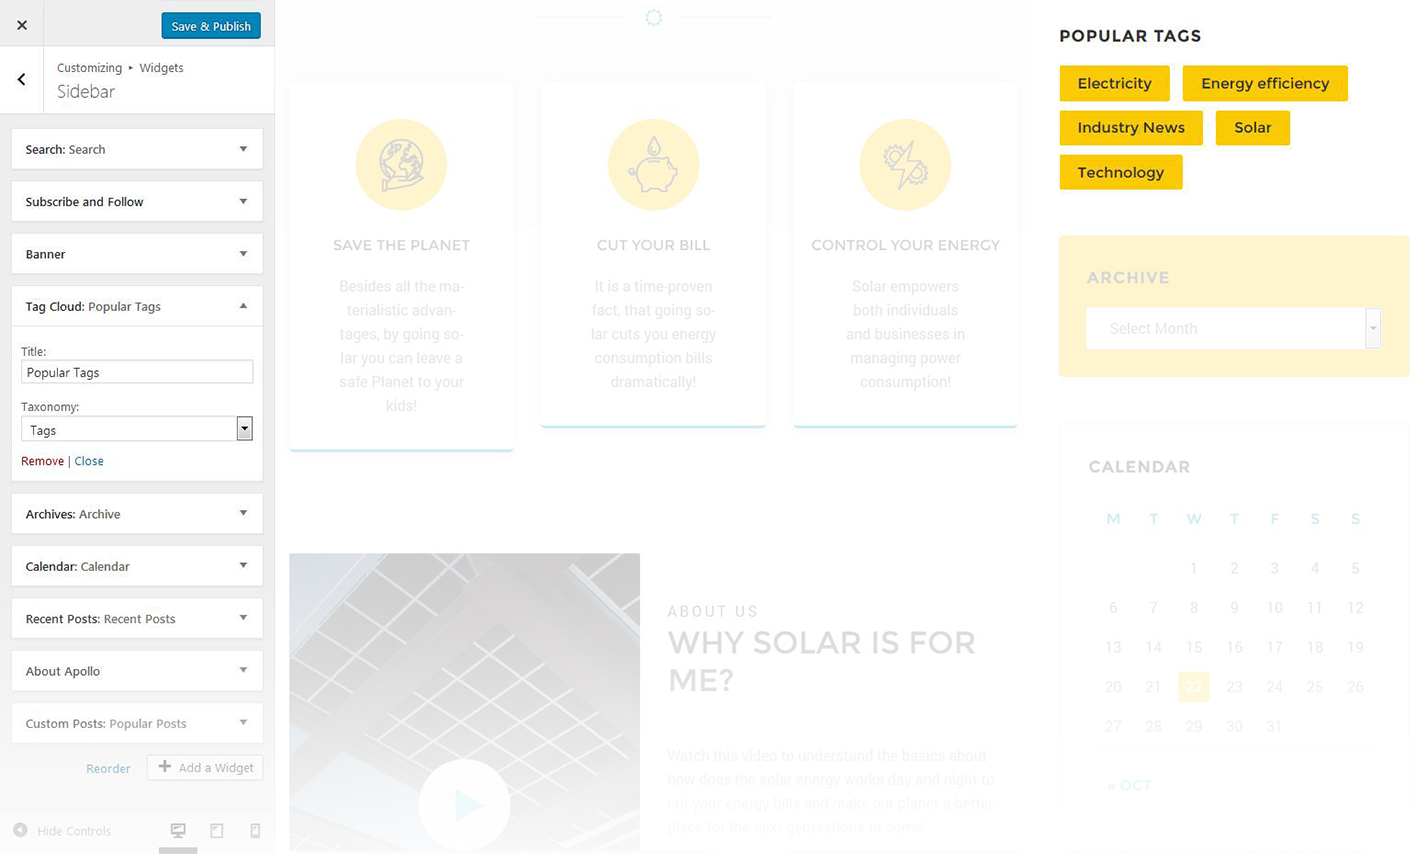 Save & Publish
Customizing ▸ Widgets
Sidebar
Search: Search
Subscribe and Follow
Banner
Tag Cloud: Popular Tags
Title:
Popular Tags
Taxonomy:
Tags
Remove | Close
Archives: Archive
Calendar: Calendar
Recent Posts: Recent Posts
About Apollo
Custom Posts: Popular Posts
Reorder
Add a Widget
Hide Controls
SAVE THE PLANET
Besides all the ma-
terialistic advan-
tages, by going so-
lar you can leave a
safe Planet to your
kids!
CUT YOUR BILL
It is a time-proven
fact, that going so-
lar cuts you energy
consumption bills
dramatically!
CONTROL YOUR ENERGY
Solar empowers
both individuals
and businesses in
managing power
consumption!
ABOUT US
WHY SOLAR IS FOR
ME?
Watch this video to understand the basics about
how does the solar energy works day and night to
cut your energy bills and make our planer a better
place for the next generations to come!
POPULAR TAGS
Electricity
Energy efficiency
Industry News
Solar
Technology
ARCHIVE
Select Month
CALENDAR
M T W T F S S
1 2 3 4 5
6 7 8 9 10 11 12
13 14 15 16 17 18 19
20 21 22 23 24 25 26
27 28 29 30 31
« OCT